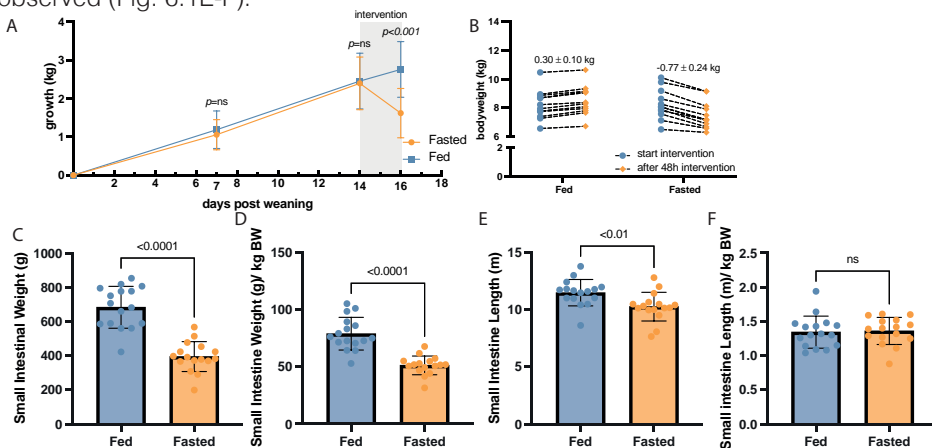 observed (Fig. 6.1E-F).
A
intervention
growth (kg)
4
3
2
1
0
p=ns
p=ns
p<0.001
Fasted
Fed
2 4 6 7 8 10 12 14 16 18
days post weaning
B
bodyweight (kg)
12
10
8
6
2
0
0.30 ± 0.10 kg
-0.77 ± 0.24 kg
start intervention
after 48h intervention
Fed Fasted
C
Small Intestinal Weight (g)
1000
800
600
400
200
0
<0.0001
Fed Fasted
D
Small Intestine Weight (g)/ kg BW
150
100
50
0
<0.0001
Fed Fasted
E
Small Intestine Length (m)
15
10
5
0
<0.01
Fed Fasted
F
Small intestine Length (m)/ kg BW
2.5
2.0
1.5
1.0
0.5
0.0
ns
Fed Fasted